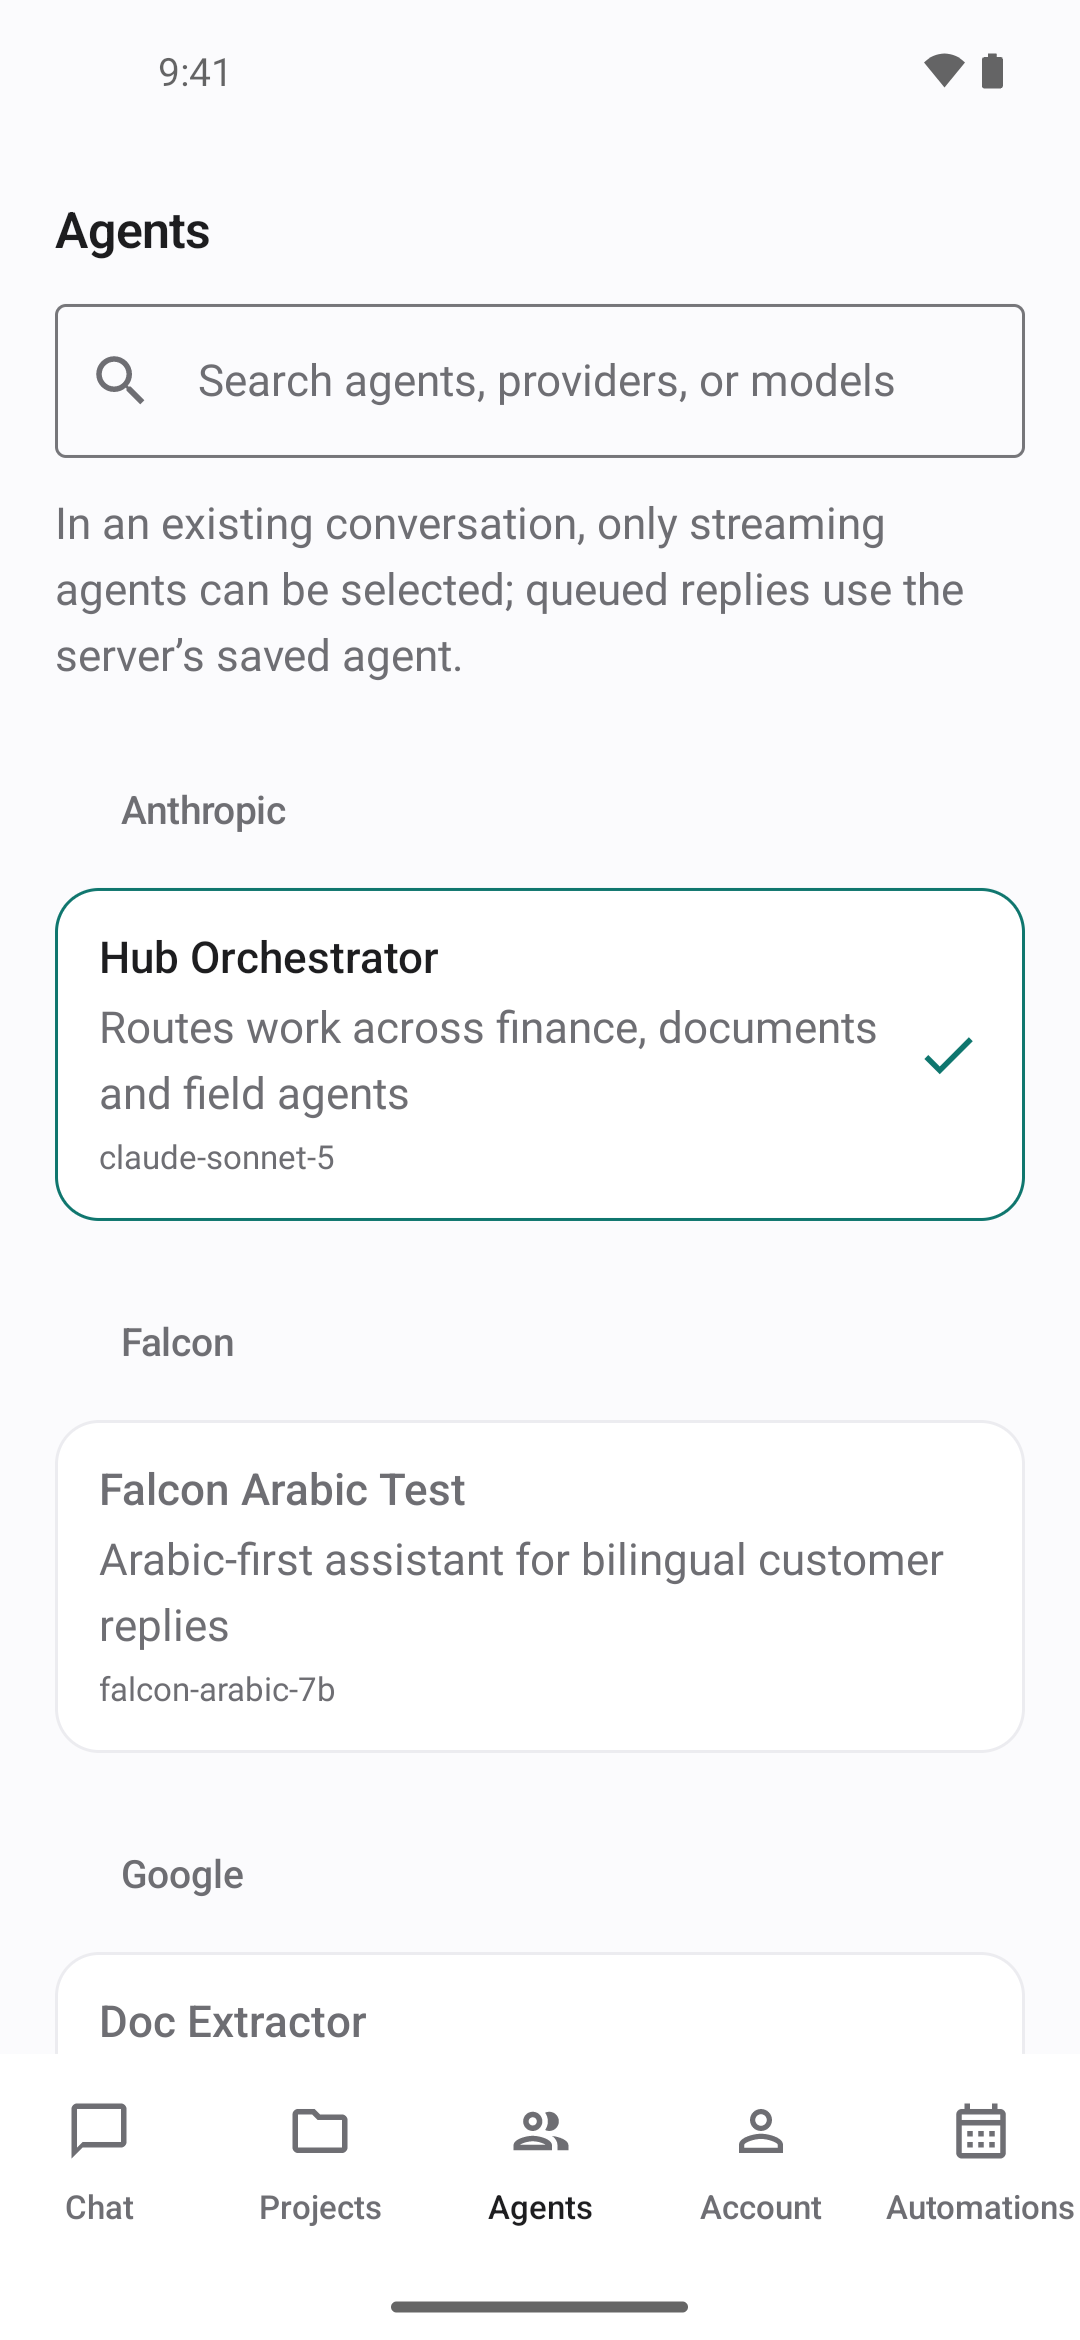 9:41
Agents
Search agents, providers, or models
In an existing conversation, only streaming
agents can be selected; queued replies use the
server’s saved agent.
Anthropic
Hub Orchestrator
Routes work across finance, documents
and field agents
claude-sonnet-5
Falcon
Falcon Arabic Test
Arabic-first assistant for bilingual customer
replies
falcon-arabic-7b
Google
Doc Extractor
Chat
Projects
Agents
Account
Automations